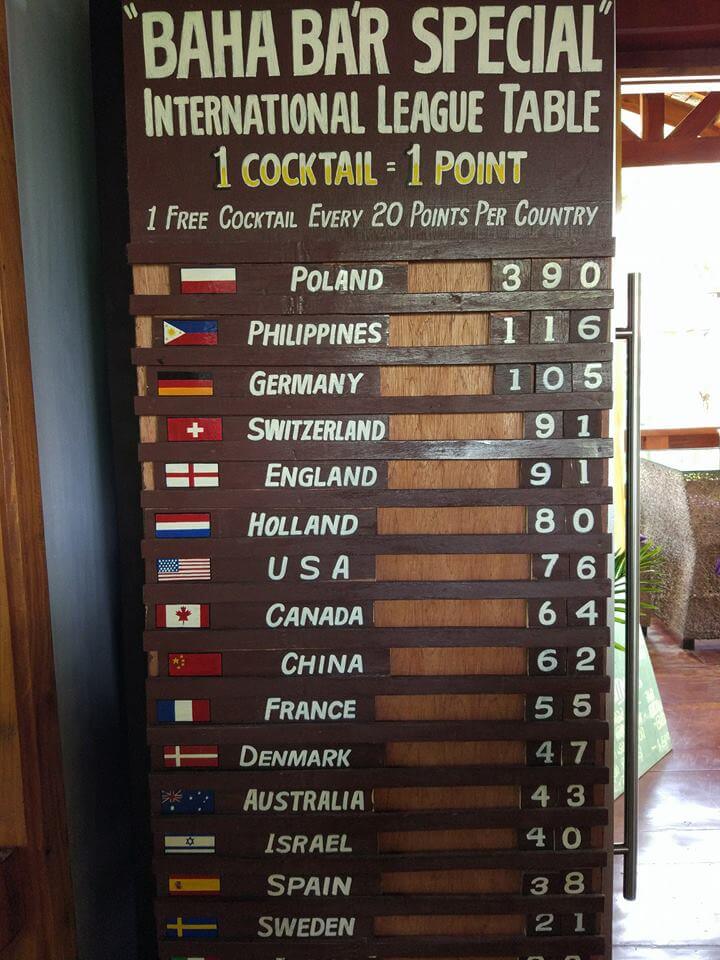 "BAHA BA'R SPECIAL"
INTERNATIONAL LEAGUE TABLE
1 COCKTAIL = 1 POINT
1 FREE COCKTAIL EVERY 20 POINTS PER COUNTRY
POLAND 390
PHILIPPINES 116
GERMANY 105
SWITZERLAND 91
ENGLAND 91
HOLLAND 80
USA 76
CANADA 64
CHINA 62
FRANCE 55
DENMARK 47
AUSTRALIA 43
ISRAEL 40
SPAIN 38
SWEDEN 21